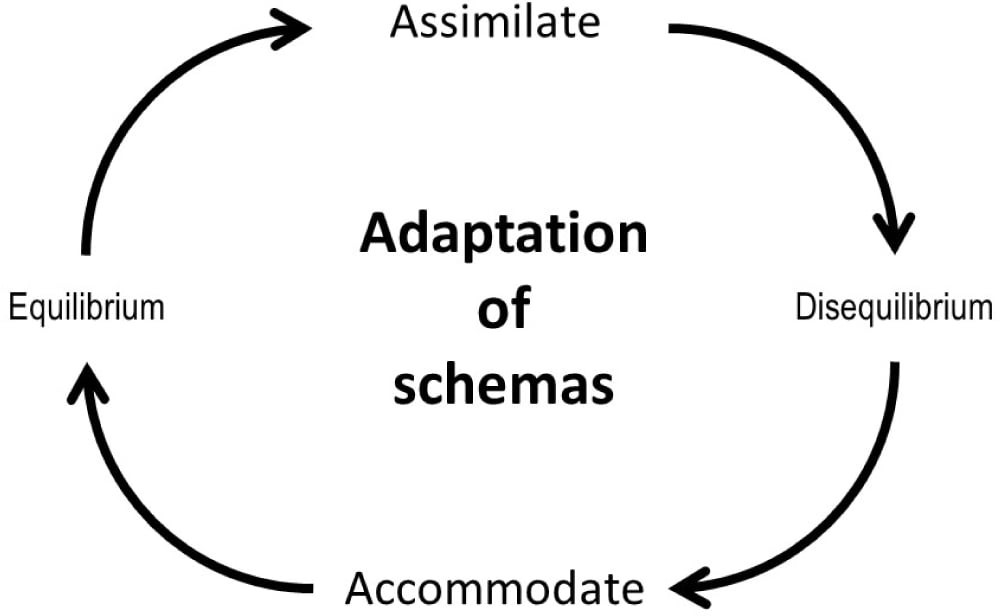 Assimilate
Adaptation
of
schemas
Equilibrium
Disequilibrium
Accommodate